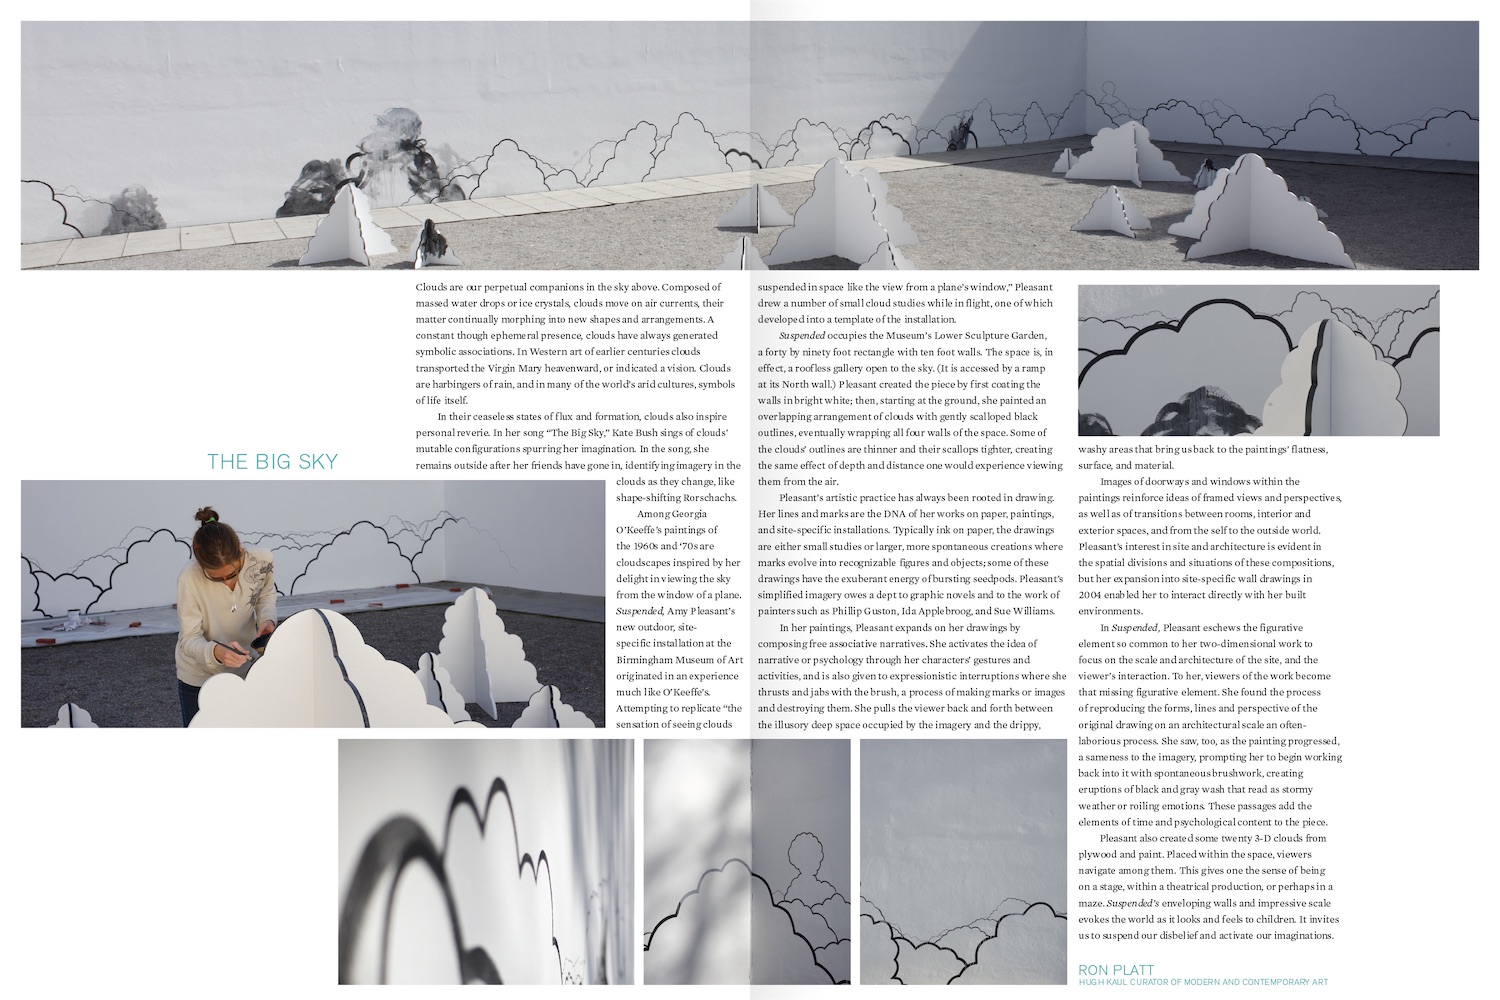 THE BIG SKY
Clouds are our perpetual companions in the sky above. Composed of
massed water drops or ice crystals, clouds move on air currents, their
matter continually morphing into new shapes and arrangements. A
constant though ephemeral presence, clouds have always generated
symbolic associations. In Western art of earlier centuries clouds
transported the Virgin Mary heavenward, or indicated a vision. Clouds
are harbingers of rain, and in many of the world's arid cultures, symbols
of life itself.
In their ceaseless states of flux and formation, clouds also inspire
personal reverie. In her song "The Big Sky," Kate Bush sings of clouds'
mutable configurations spurring her imagination. In the song, she
remains outside after her friends have gone in, identifying imagery in the
clouds as they change, like
shape-shifting Rorschachs.
Among Georgia
O'Keeffe's paintings of
the 1960s and '70s are
cloudscapes inspired by her
delight in viewing the sky
from the window of a plane.
Suspended, Amy Pleasant's
new outdoor, site-
specific installation at the
Birmingham Museum of Art
originated in an experience
much like O'Keeffe's.
Attempting to replicate "the
sensation of seeing clouds
suspended in space like the view from a plane's window," Pleasant
drew a number of small cloud studies while in flight, one of which
developed into a template of the installation.
Suspended occupies the Museum's Lower Sculpture Garden,
a forty by ninety foot rectangle with ten foot walls. The space is, in
effect, a roofless gallery open to the sky. (It is accessed by a ramp
at its North wall.) Pleasant created the piece by first coating the
walls in bright white; then, starting at the ground, she painted an
overlapping arrangement of clouds with gently scalloped black
outlines, eventually wrapping all four walls of the space. Some of
the clouds' outlines are thinner and their scallops tighter, creating
the same effect of depth and distance one would experience viewing
them from the air.
Pleasant's artistic practice has always been rooted in drawing.
Her lines and marks are the DNA of her works on paper, paintings,
and site-specific installations. Typically ink on paper, the drawings
are either small studies or larger, more spontaneous creations where
marks evolve into recognizable figures and objects; some of these
drawings have the exuberant energy of bursting seedpods. Pleasant's
simplified imagery owes a dept to graphic novels and to the work of
painters such as Phillip Guston, Ida Applebroog, and Sue Williams.
In her paintings, Pleasant expands on her drawings by
composing free associative narratives. She activates the idea of
narrative or psychology through her characters' gestures and
activities, and is also given to expressionistic interruptions where she
thrusts and jabs with the brush, a process of making marks or images
and destroying them. She pulls the viewer back and forth between
the illusory deep space occupied by the imagery and the drippy,
washy areas that bring us back to the paintings' flatness,
surface, and material.
Images of doorways and windows within the
paintings reinforce ideas of framed views and perspectives,
as well as of transitions between rooms, interior and
exterior spaces, and from the self to the outside world.
Pleasant's interest in site and architecture is evident in
the spatial divisions and situations of these compositions,
but her expansion into site-specific wall drawings in
2004 enabled her to interact directly with her built
environments.
In Suspended, Pleasant eschews the figurative
element so common to her two-dimensional work to
focus on the scale and architecture of the site, and the
viewer's interaction. To her, viewers of the work become
that missing figurative element. She found the process
of reproducing the forms, lines and perspective of the
original drawing on an architectural scale an often-
laborious process. She saw, too, as the painting progressed,
a sameness to the imagery, prompting her to begin working
back into it with spontaneous brushwork, creating
eruptions of black and gray wash that read as stormy
weather or roiling emotions. These passages add the
elements of time and psychological content to the piece.
Pleasant also created some twenty 3-D clouds from
plywood and paint. Placed within the space, viewers
navigate among them. This gives one the sense of being
on a stage, within a theatrical production, or perhaps in a
maze. Suspended's enveloping walls and impressive scale
evokes the world as it looks and feels to children. It invites
us to suspend our disbelief and activate our imaginations.
RON PLATT
HUGH KAUL CURATOR OF MODERN AND CONTEMPORARY ART